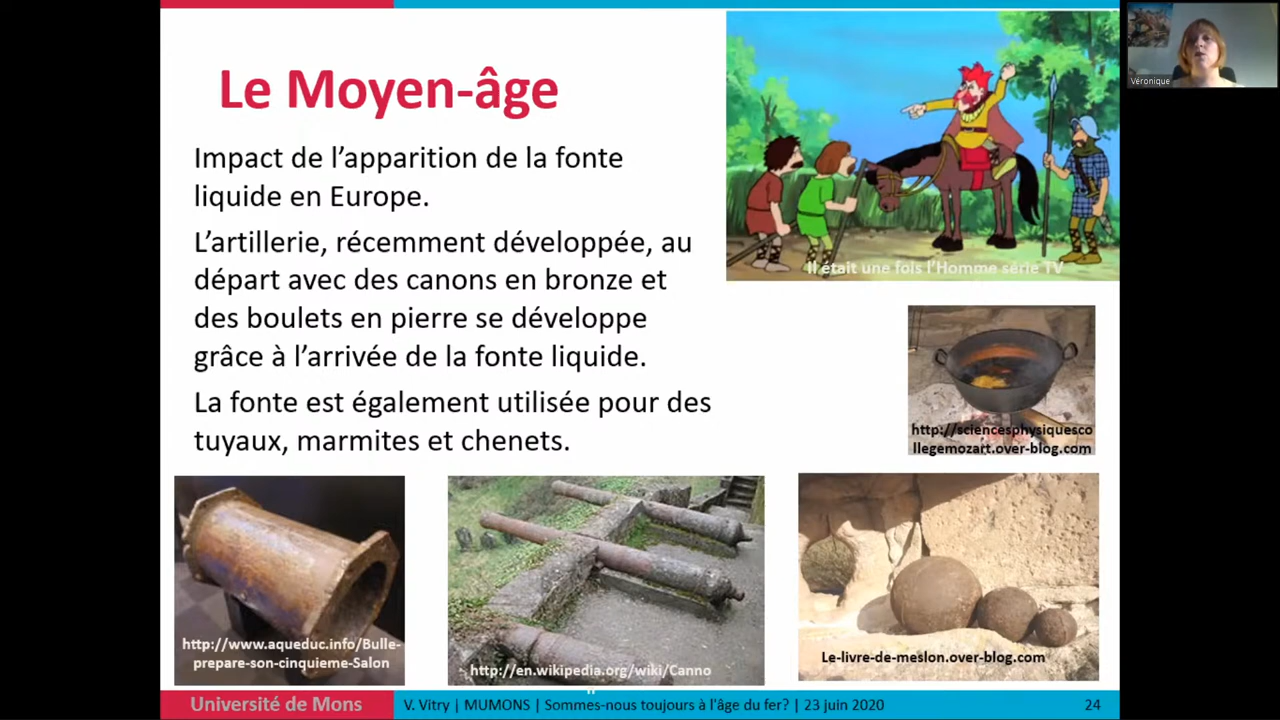 Le Moyen-âge
Impact de l’apparition de la fonte
liquide en Europe.
L’artillerie, récemment développée, au
départ avec des canons en bronze et
des boulets en pierre se développe
grâce à l’arrivée de la fonte liquide.
La fonte est également utilisée pour des
tuyaux, marmites et chenets.
Il était une fois l’Homme série TV
http://sciencesphysiquesco
llegemozart.over-blog.com
http://www.aqueduc.info/Bulle-
prepare-son-cinquieme-Salon
http://en.wikipedia.org/wiki/Canno
n
Le-livre-de-meslon.over-blog.com
Université de Mons
V. Vitry | MUMONS | Sommes-nous toujours à l'âge du fer? | 23 juin 2020
24
Véronique